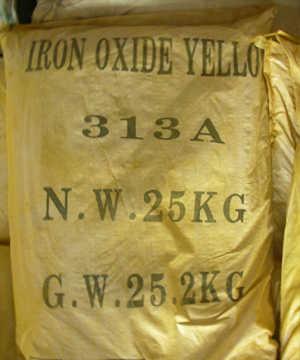 IRON OXIDE YELLO
313A
N.W.25KG
G.W.25.2KG